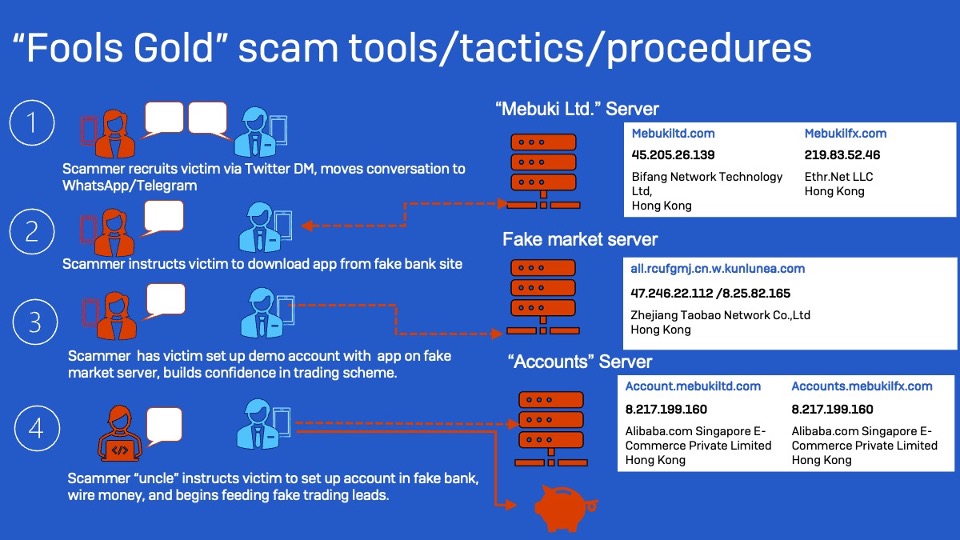 “Fools Gold” scam tools/tactics/procedures
1
Scammer recruits victim via Twitter DM, moves conversation to
WhatsApp/Telegram
2
Scammer instructs victim to download app from fake bank site
3
Scammer has victim set up demo account with app on fake
market server, builds confidence in trading scheme.
4
</>
Scammer “uncle” instructs victim to set up account in fake bank,
wire money, and begins feeding fake trading leads.
“Mebuki Ltd.” Server
Mebukiltd.com
45.205.26.139
Bifang Network Technology
Ltd,
Hong Kong
Mebukilfx.com
219.83.52.46
Ethr.Net LLC
Hong Kong
Fake market server
all.rcufgmj.cn.w.kunlunea.com
47.246.22.112 /8.25.82.165
Zhejiang Taobao Network Co.,Ltd
Hong Kong
“Accounts” Server
Account.mebukiltd.com
8.217.199.160
Alibaba.com Singapore E-
Commerce Private Limited
Hong Kong
Accounts.mebukilfx.com
8.217.199.160
Alibaba.com Singapore E-
Commerce Private Limited
Hong Kong